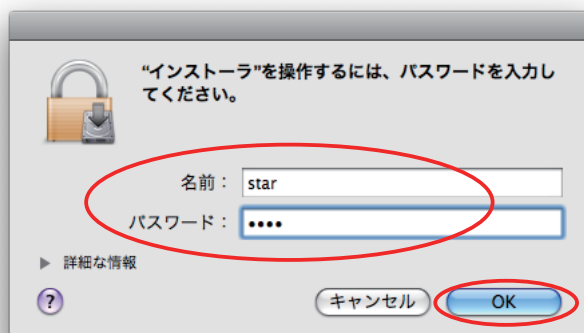 “インストーラ”を操作するには、パスワードを入力し
てください。
名前： star
パスワード： ••••
詳細な情報
?
キャンセル OK